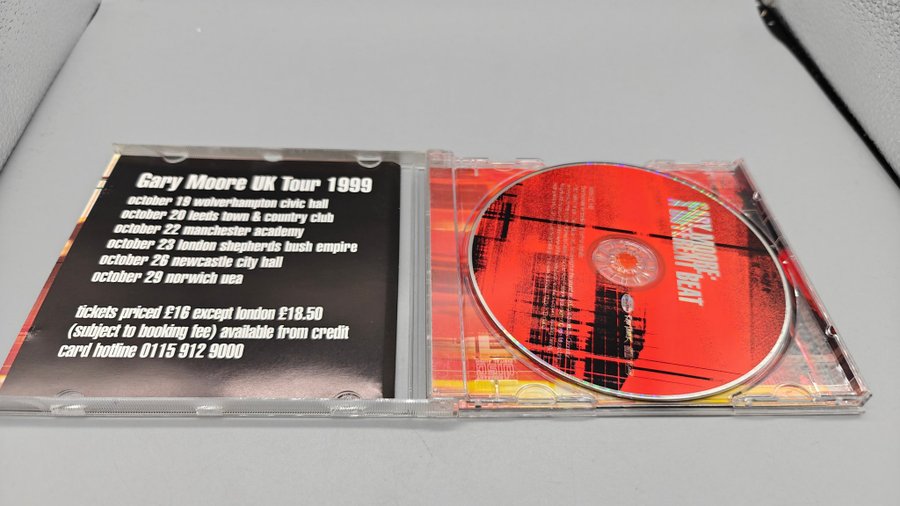 Gary Moore UK Tour 1999
october 19 wolverhampton civic hall
october 20 leeds town & country club
october 22 manchester academy
october 23 london shepherds bush empire
october 26 newcastle city hall
october 29 norwich uea
tickets priced £16 except london £18.50
(subject to booking fee) available from credit
card hotline 0115 912 9000
GARY MOORE:
A DIFFERENT BEAT